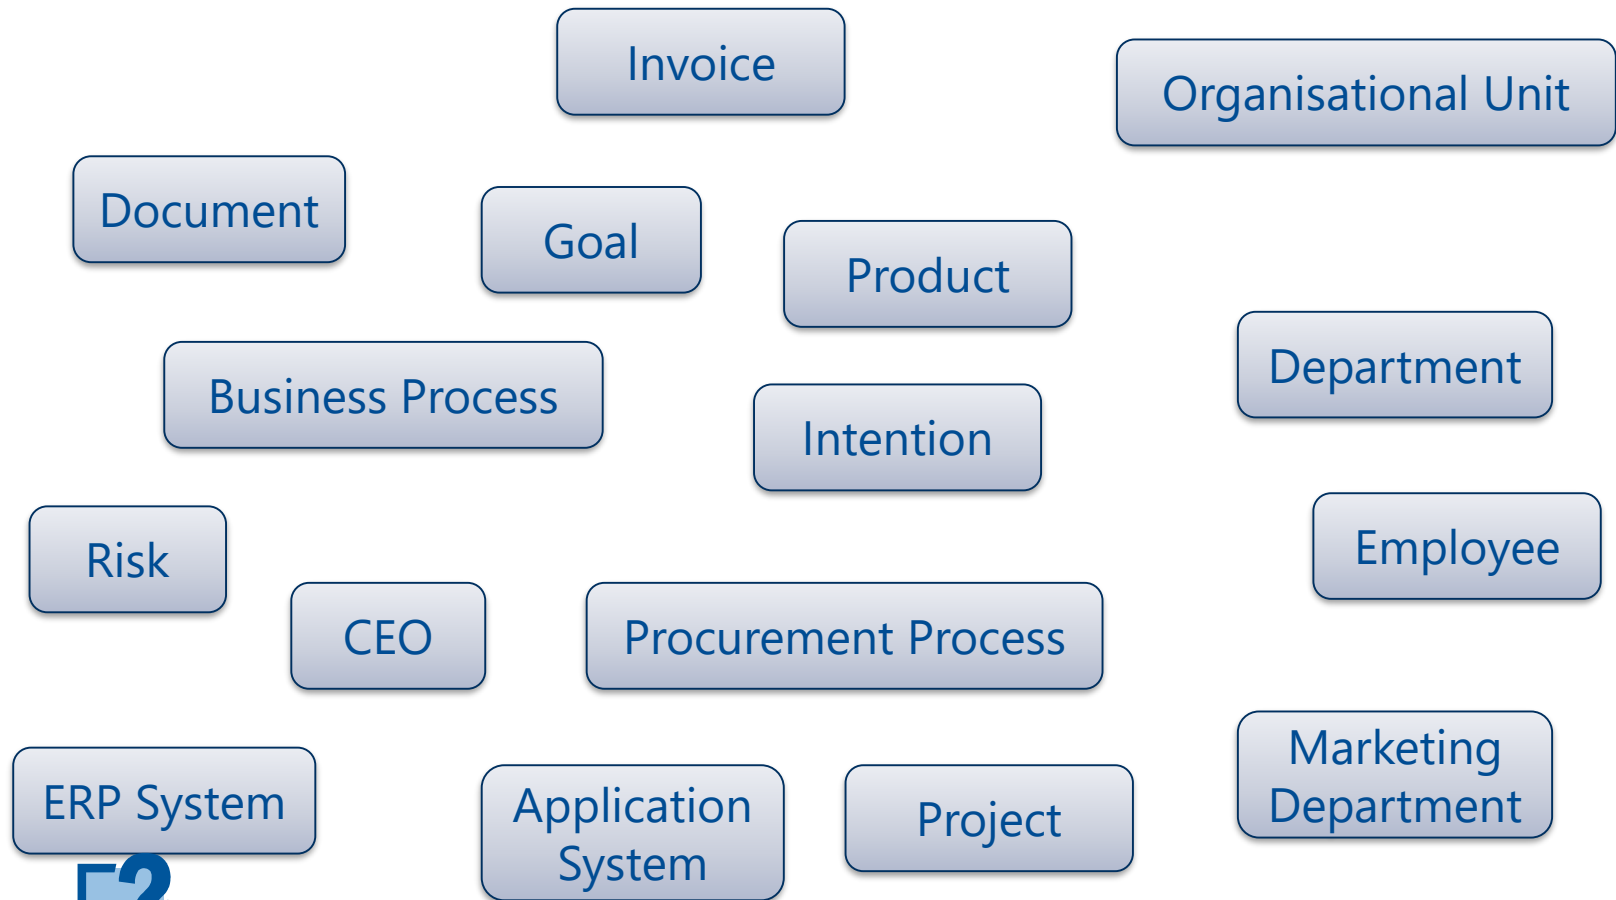 Invoice
Organisational Unit
Document
Goal
Product
Department
Business Process
Intention
Employee
Risk
CEO
Procurement Process
Marketing
Department
ERP System
Application
System
Project